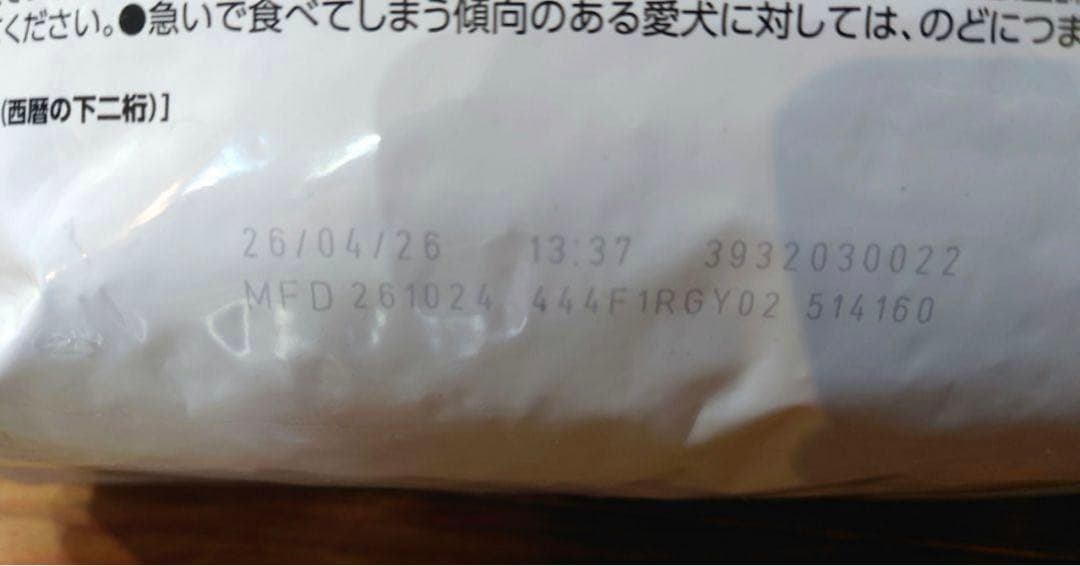 ください。●急いで食べてしまう傾向のある愛犬に対しては、のどにつま
(西暦の下二桁)]
26/04/26 13:37 3932030022
MFD 261024 444F1RGY02 514160